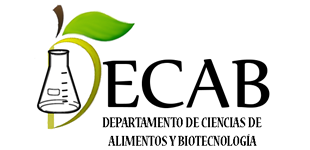 DECAB
DEPARTAMENTO DE CIENCIAS DE
ALIMENTOS Y BIOTECNOLOGÍA